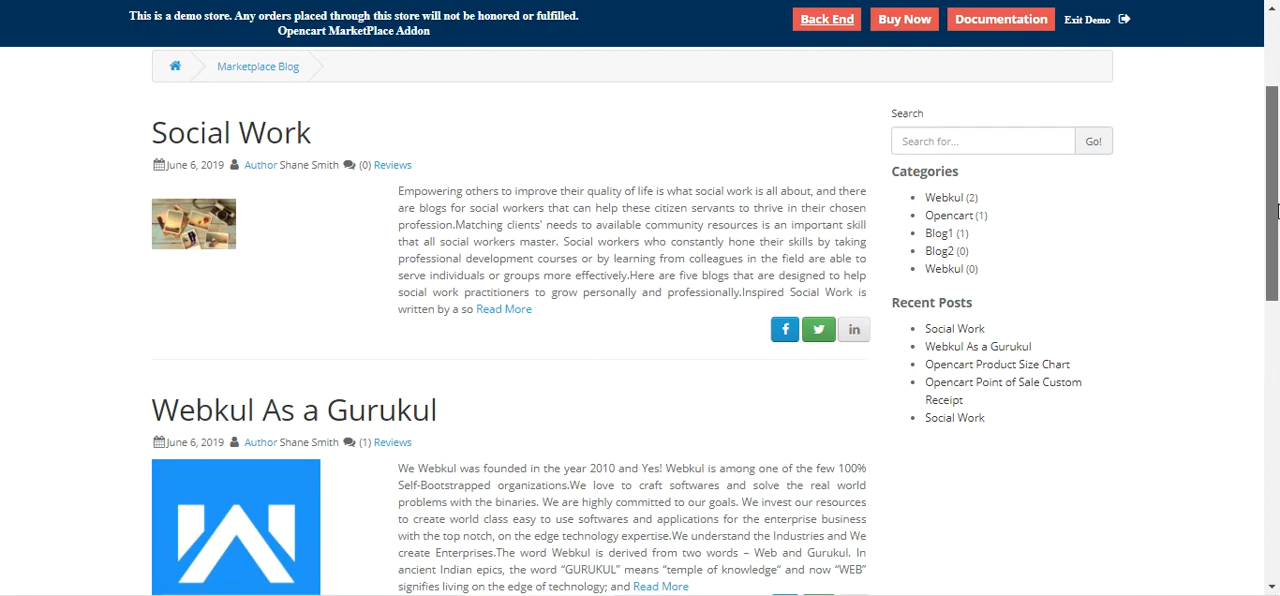 This is a demo store. Any orders placed through this store will not be honored or fulfilled.
Opencart MarketPlace Addon
Back End
Buy Now
Documentation
Exit Demo
Marketplace Blog
Social Work
June 6, 2019 Author Shane Smith (0) Reviews
Empowering others to improve their quality of life is what social work is all about, and there
are blogs for social workers that can help these citizen servants to thrive in their chosen
profession.Matching clients' needs to available community resources is an important skill
that all social workers master. Social workers who constantly hone their skills by taking
professional development courses or by learning from colleagues in the field are able to
serve individuals or groups more effectively.Here are five blogs that are designed to help
social work practitioners to grow personally and professionally.Inspired Social Work is
written by a so Read More
Webkul As a Gurukul
June 6, 2019 Author Shane Smith (1) Reviews
We Webkul was founded in the year 2010 and Yes! Webkul is among one of the few 100%
Self-Bootstrapped organizations.We love to craft softwares and solve the real world
problems with the binaries. We are highly committed to our goals. We invest our resources
to create world class easy to use softwares and applications for the enterprise business
with the top notch, on the edge technology expertise.We understand the Industries and We
create Enterprises.The word Webkul is derived from two words – Web and Gurukul. In
ancient Indian epics, the word “GURUKUL” means “temple of knowledge“ and now “WEB”
signifies living on the edge of technology; and Read More
Search
Search for...
Go!
Categories
Webkul (2)
Opencart (1)
Blog1 (1)
Blog2 (0)
Webkul (0)
Recent Posts
Social Work
Webkul As a Gurukul
Opencart Product Size Chart
Opencart Point of Sale Custom
Receipt
Social Work